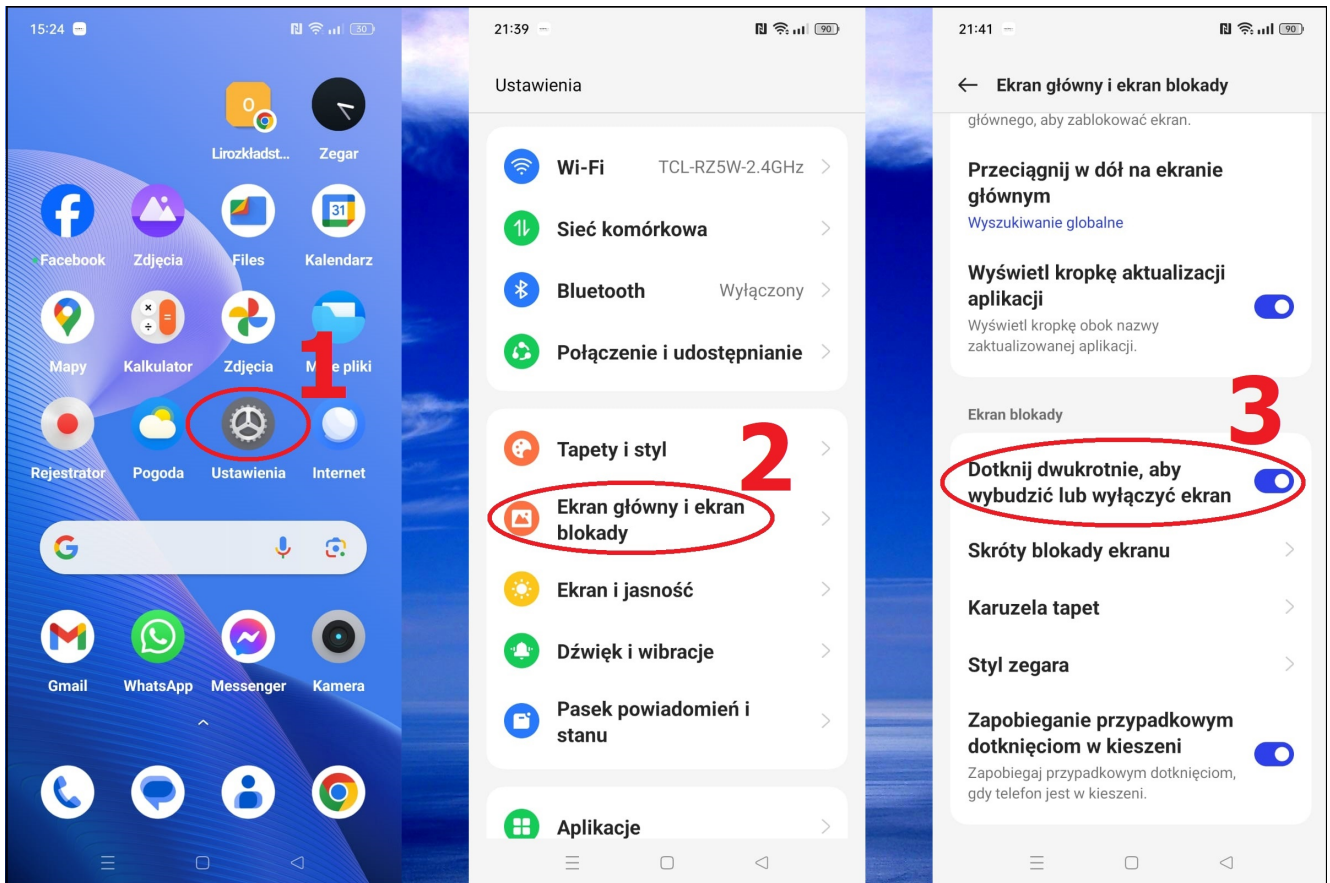 15:24
30
O
Lirozkładst...
Zegar
31
Facebook
Zdjęcia
Files
Kalendarz
Mapy
Kalkulator
Zdjęcia
pliki
1
Rejestrator
Pogoda
Ustawienia
Internet
G
Gmail
WhatsApp
Messenger
Kamera
21:39
90
Ustawienia
Wi-Fi
TCL-RZ5W-2.4GHz
Sieć komórkowa
Bluetooth
Wyłączony
Połączenie i udostępnianie
Tapety i styl
2
Ekran główny i ekran
blokady
Ekran i jasność
Dźwięk i wibracje
Pasek powiadomień i
stanu
Aplikacje
21:41
90
Ekran główny i ekran blokady
głównego, aby zablokować ekran.
Przeciągnij w dół na ekranie
głównym
Wyszukiwanie globalne
Wyświetl kropkę aktualizacji
aplikacji
Wyświetl kropkę obok nazwy
zaktualizowanej aplikacji.
3
Ekran blokady
Dotknij dwukrotnie, aby
wybudzić lub wyłączyć ekran
Skróty blokady ekranu
Karuzela tapet
Styl zegara
Zapobieganie przypadkowym
dotknięciom w kieszeni
Zapobiegaj przypadkowym dotknięciom,
gdy telefon jest w kieszeni.